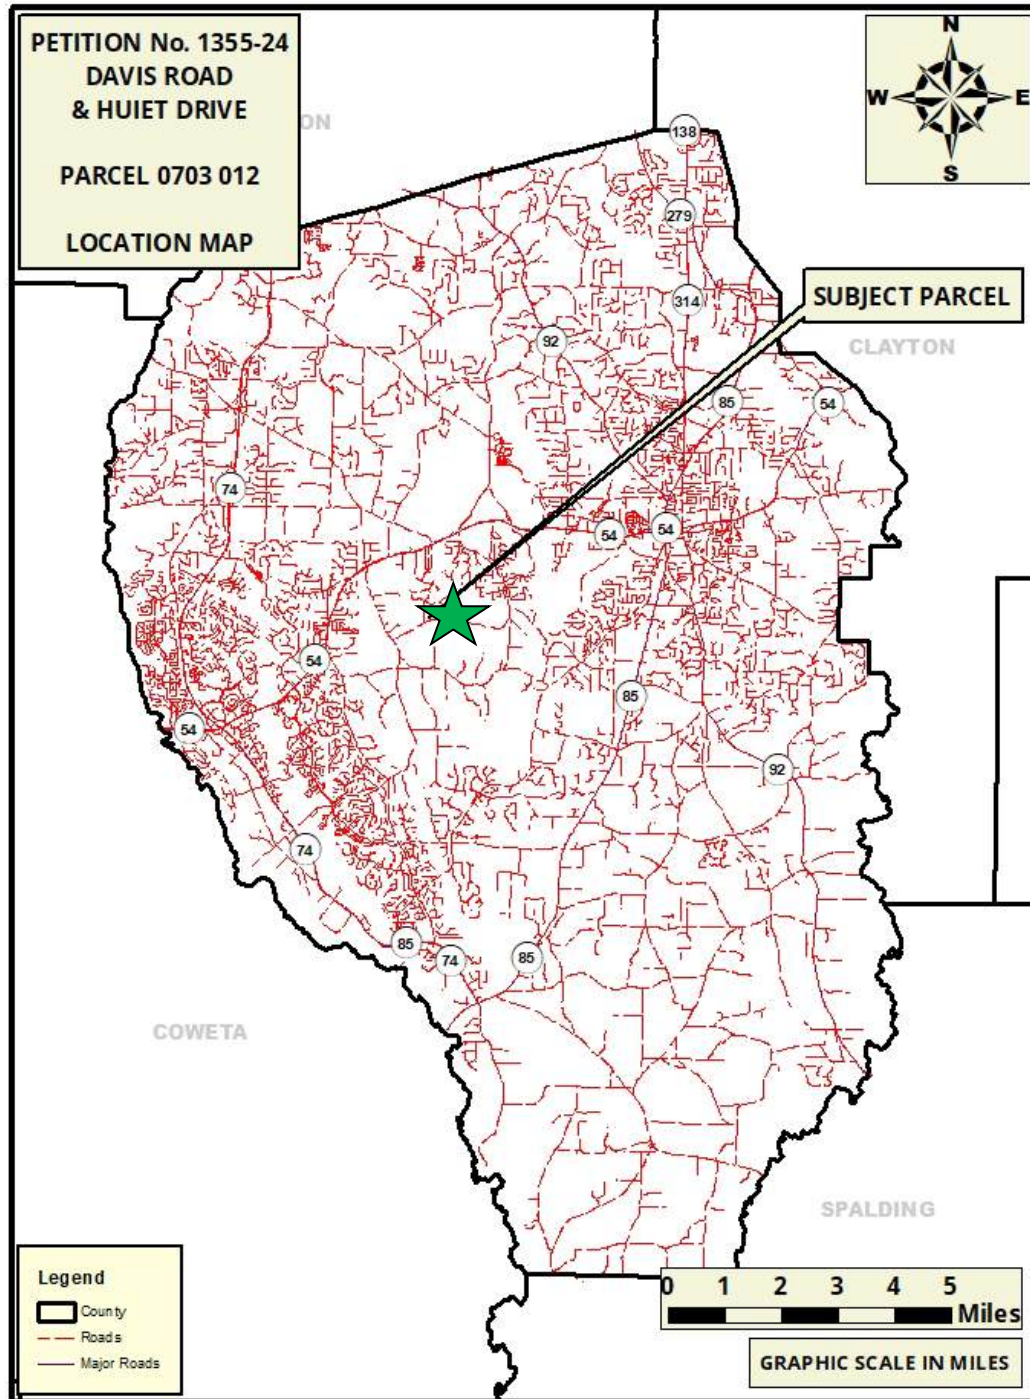 PETITION No. 1355-24
DAVIS ROAD
& HUIET DRIVE
PARCEL 0703 012
LOCATION MAP
ON
N
W
E
S
138
279
SUBJECT PARCEL
314
92
CLAYTON
85
54
74
54
54
54
85
54
92
74
85
74
85
COWETA
SPALDING
Legend
County
Roads
Major Roads
0 1 2 3 4 5
Miles
GRAPHIC SCALE IN MILES